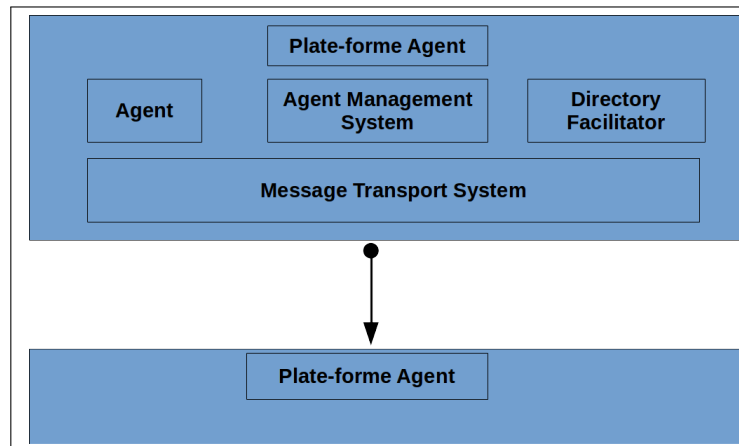 Plate-forme Agent
Agent
Agent Management
System
Directory
Facilitator
Message Transport System
Plate-forme Agent